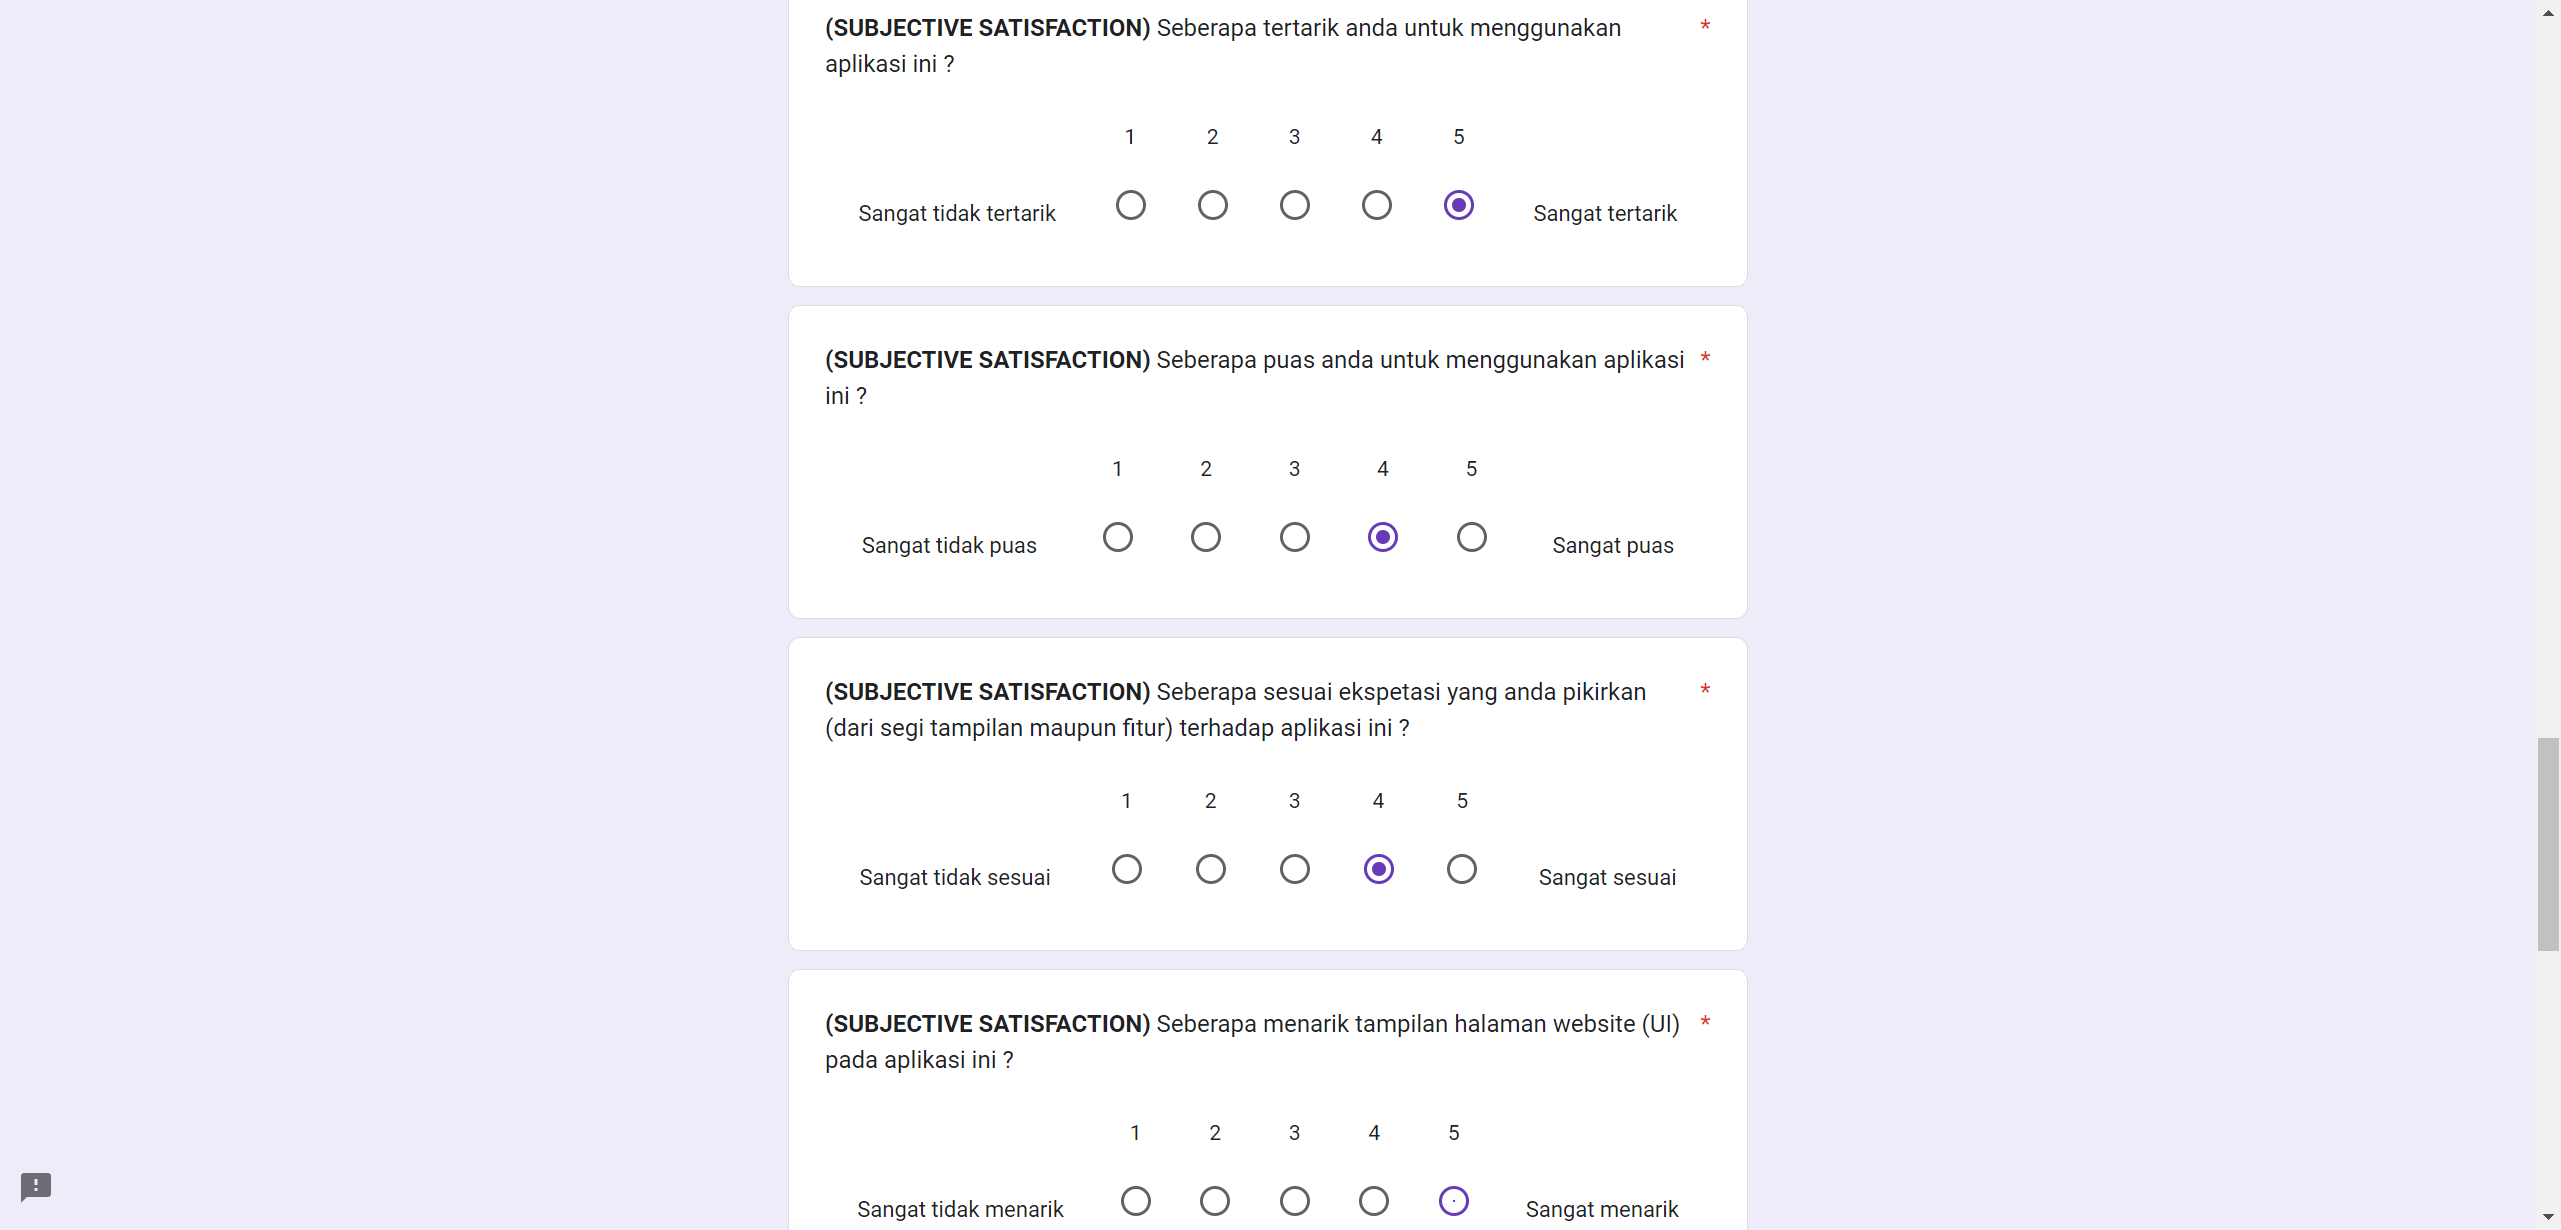 (SUBJECTIVE SATISFACTION) Seberapa tertarik anda untuk menggunakan *
aplikasi ini ?
1 2 3 4 5
Sangat tidak tertarik Sangat tertarik
(SUBJECTIVE SATISFACTION) Seberapa puas anda untuk menggunakan aplikasi *
ini ?
1 2 3 4 5
Sangat tidak puas Sangat puas
(SUBJECTIVE SATISFACTION) Seberapa sesuai ekspetasi yang anda pikirkan *
(dari segi tampilan maupun fitur) terhadap aplikasi ini ?
1 2 3 4 5
Sangat tidak sesuai Sangat sesuai
(SUBJECTIVE SATISFACTION) Seberapa menarik tampilan halaman website (UI) *
pada aplikasi ini ?
1 2 3 4 5
Sangat tidak menarik Sangat menarik